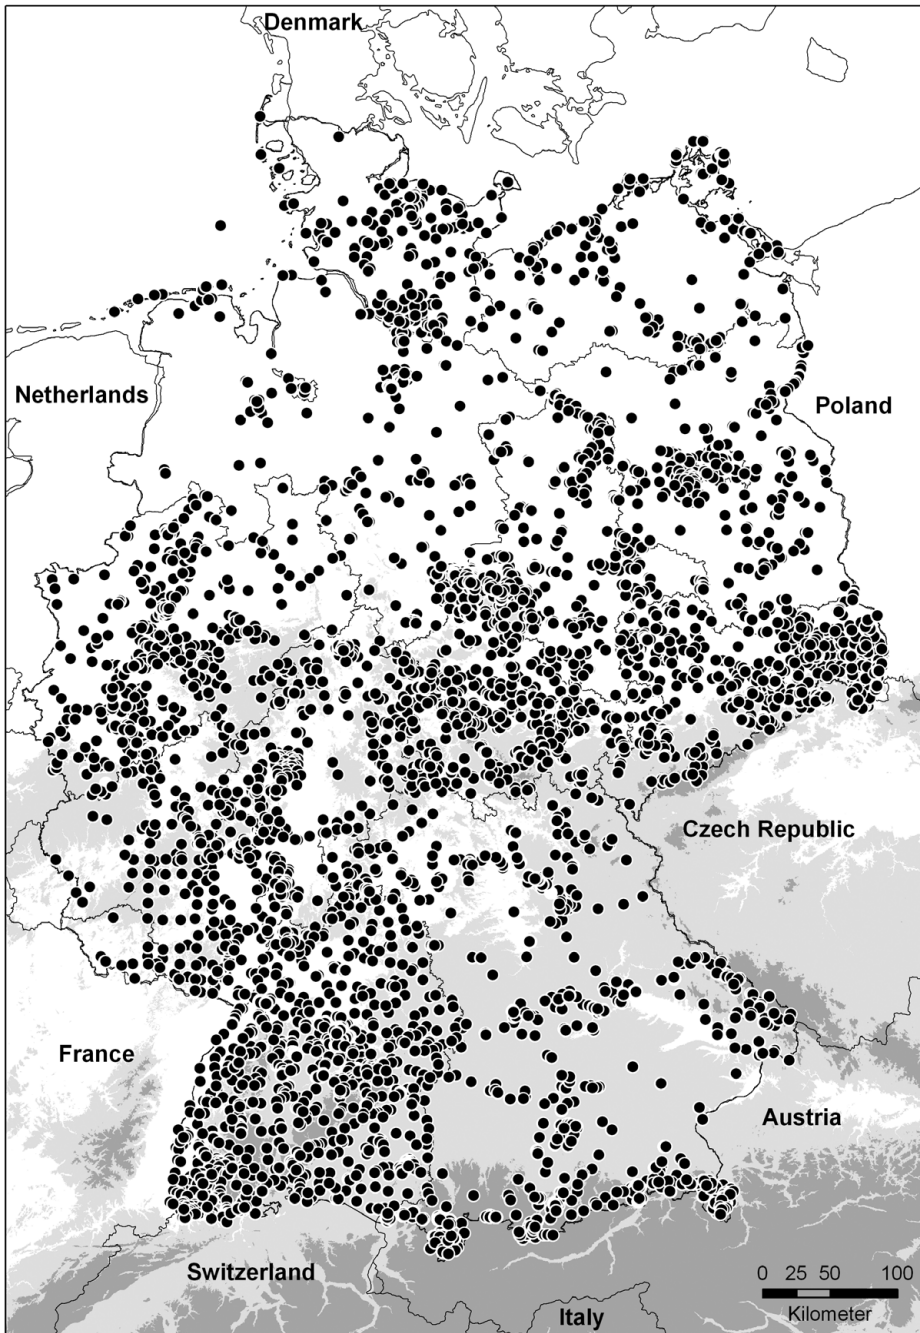 Denmark
Netherlands
Poland
Czech Republic
France
Austria
Switzerland
0 25 50 100
Kilometer
Italy